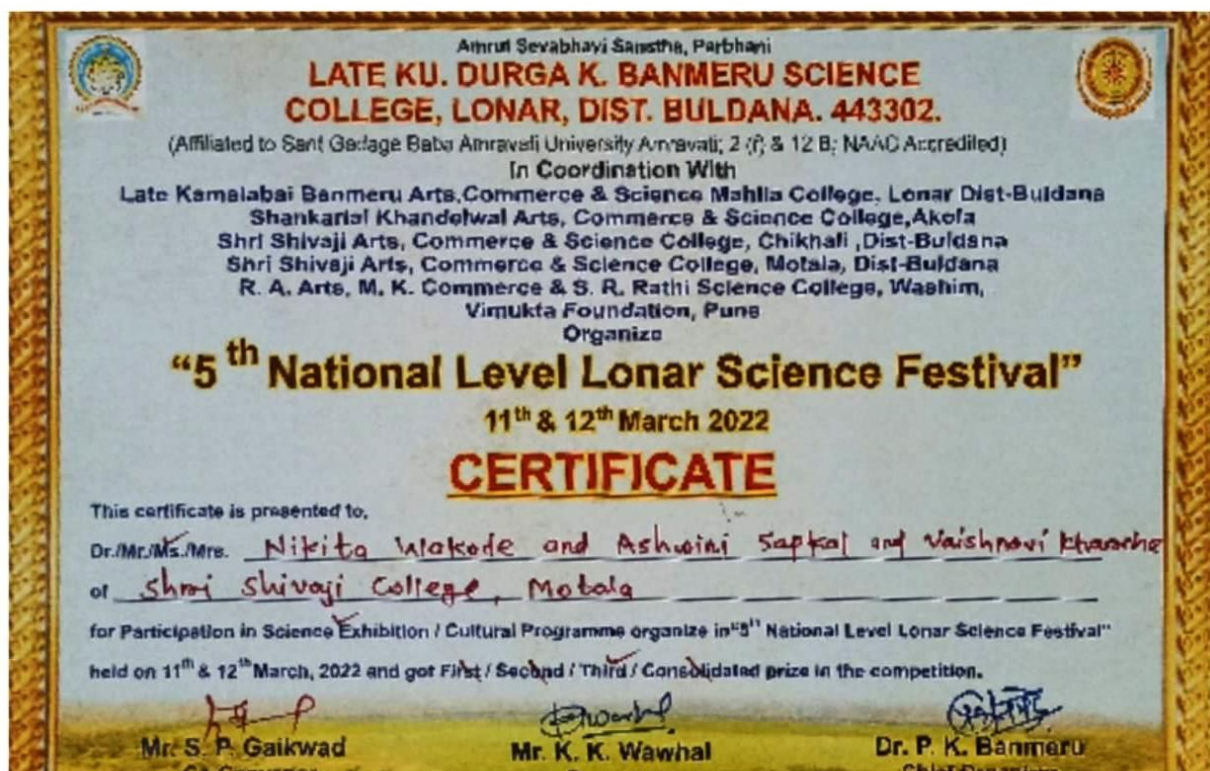 Amrut Sevabhavi Sanstha, Parbhani
LATE KU. DURGA K. BANMERU SCIENCE
COLLEGE, LONAR, DIST. BULDANA. 443302.
(Affiliated to Sant Gadage Baba Amravati University Amravati; 2 (f) & 12 B; NAAC Accredited)
In Coordination With
Late Kamalabai Banmeru Arts,Commerce & Science Mahila College, Lonar Dist-Buldana
Shankarlal Khandelwal Arts, Commerce & Science College,Akola
Shri Shivaji Arts, Commerce & Science College, Chikhali ,Dist-Buldana
Shri Shivaji Arts, Commerce & Science College, Motala, Dist-Buldana
R. A. Arts, M. K. Commerce & S. R. Rathi Science College, Washim,
Vimukta Foundation, Pune
Organize
“5th National Level Lonar Science Festival”
11th & 12th March 2022
CERTIFICATE
This certificate is presented to,
Dr./Mr./Ms./Mrs. Nikita Wakode and Ashwini Sapkal and Vaishnavi Kharche
of Shri Shivaji College, Motala
for Participation in Science Exhibition / Cultural Programme organize in“5th National Level Lonar Science Festival”
held on 11th & 12th March, 2022 and got First / Second / Third / Consolidated prize in the competition.
Mr. S. P. Gaikwad Mr. K. K. Wawhal Dr. P. K. Banmeru